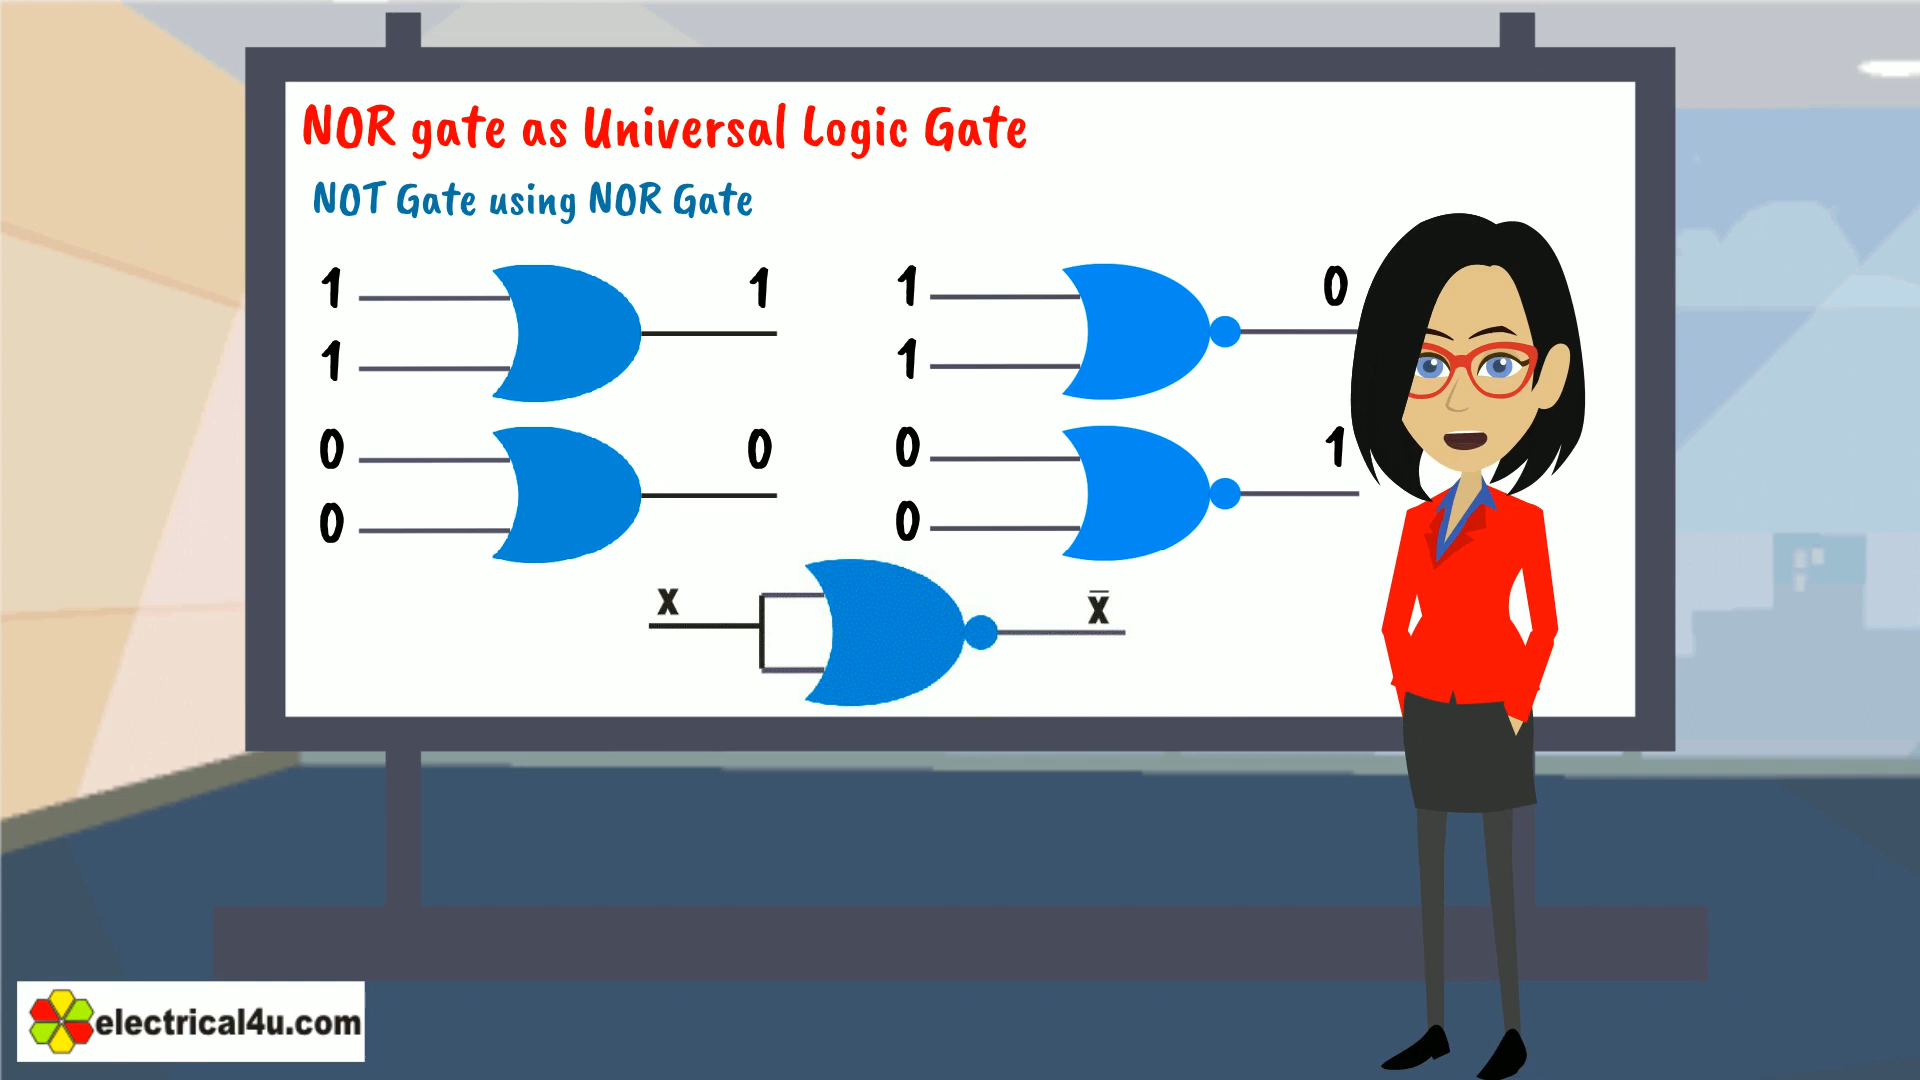 NOR gate as Universal Logic Gate
NOT Gate using NOR Gate
1 1 1 0
1 1
0 0 0 1
0 0
x x̅
electrical4u.com